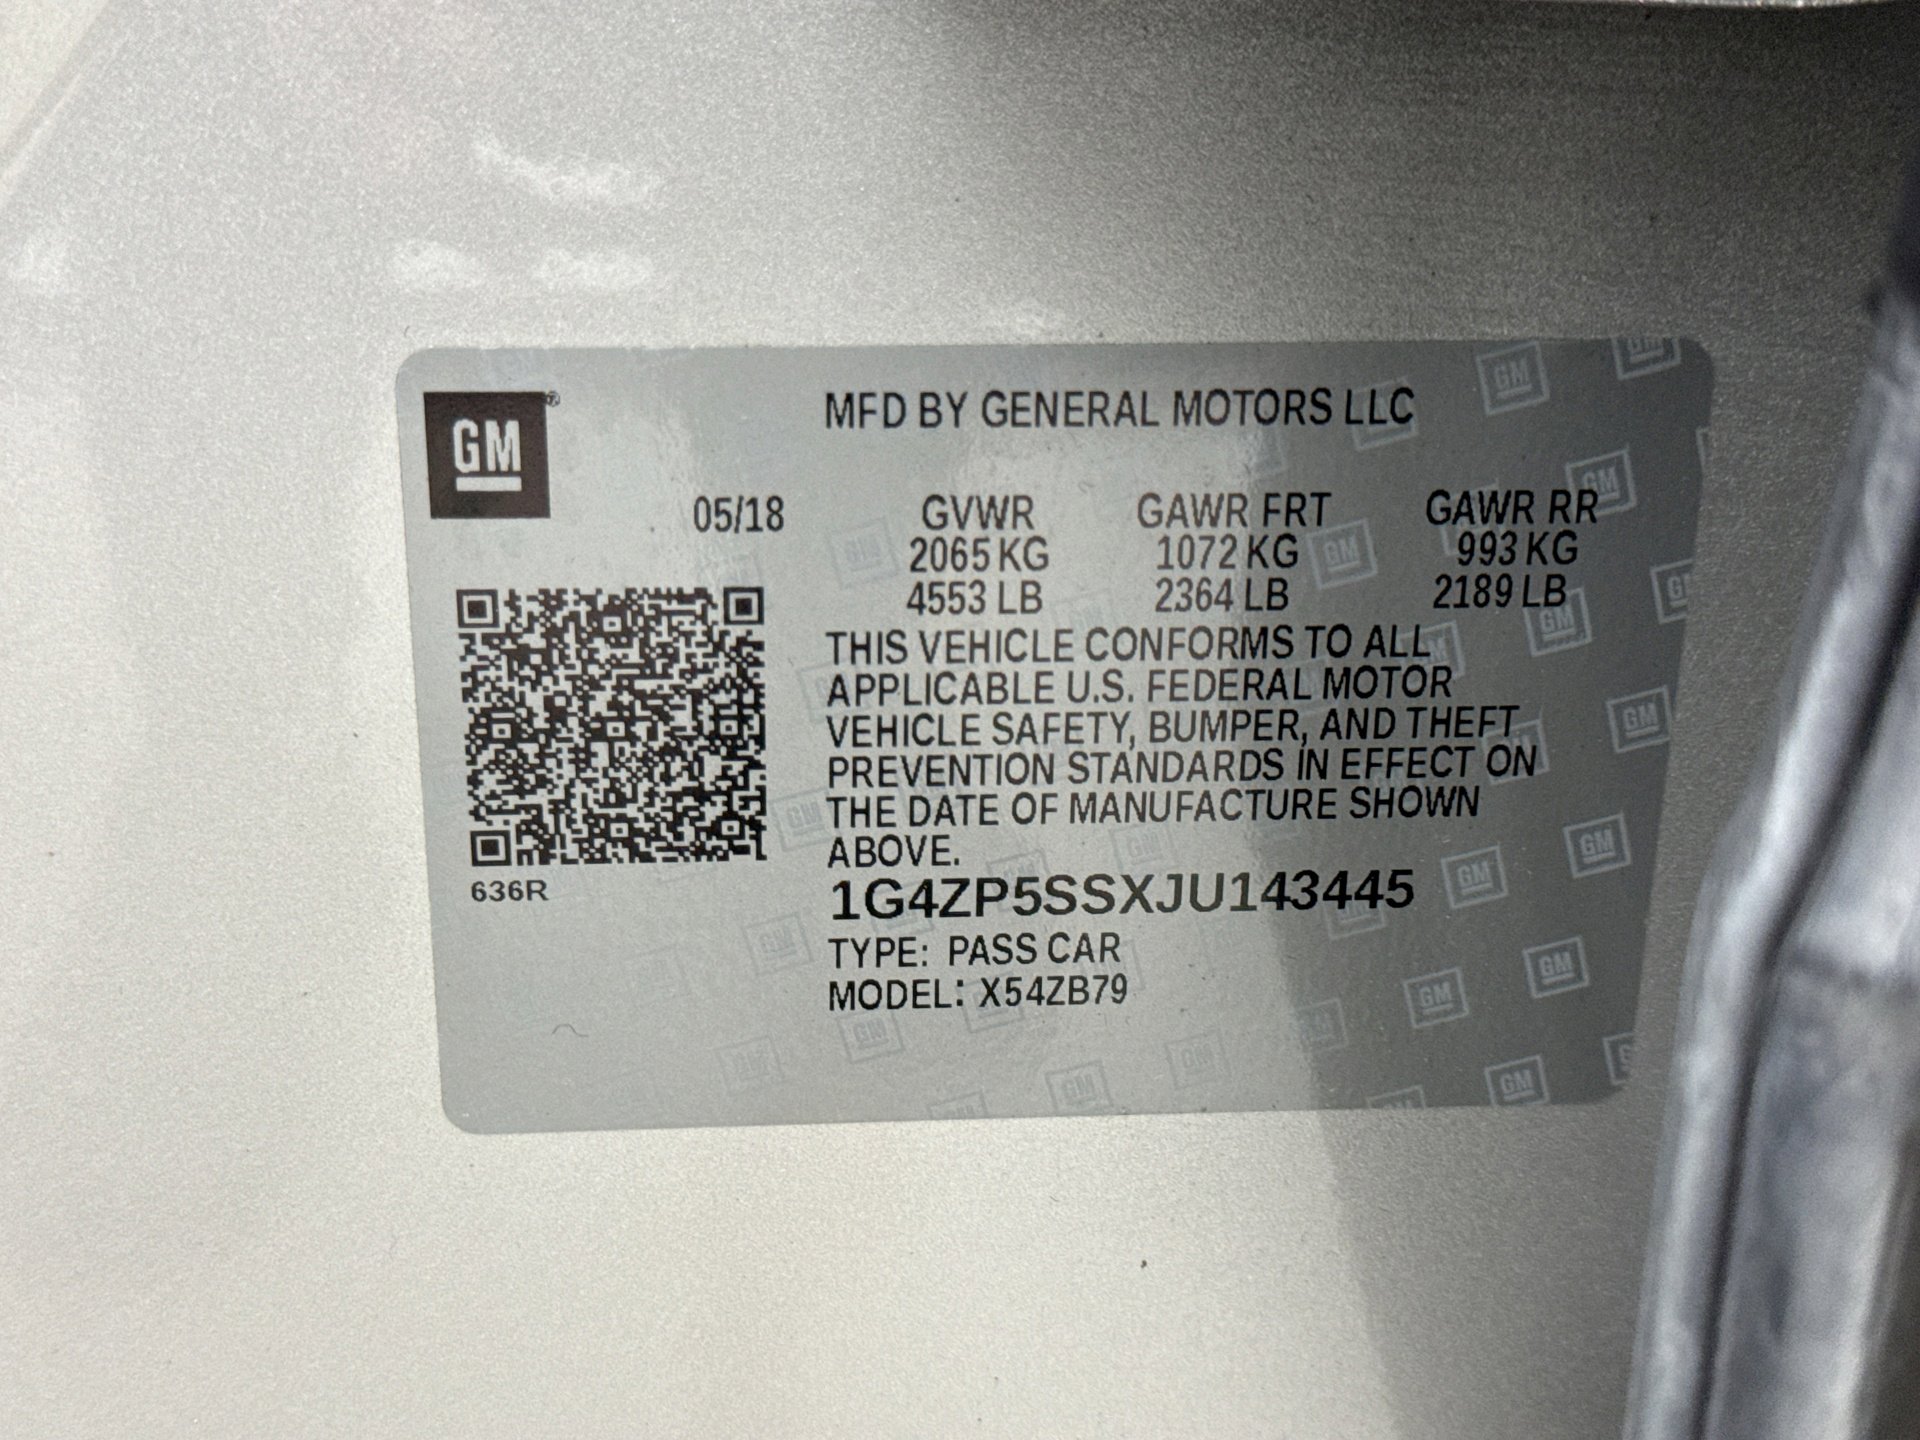 GM
MFD BY GENERAL MOTORS LLC
05/18 GVWR GAWR FRT GAWR RR
2065 KG 1072 KG 993 KG
4553 LB 2364 LB 2189 LB
THIS VEHICLE CONFORMS TO ALL
APPLICABLE U.S. FEDERAL MOTOR
VEHICLE SAFETY, BUMPER, AND THEFT
PREVENTION STANDARDS IN EFFECT ON
THE DATE OF MANUFACTURE SHOWN
ABOVE.
636R
1G4ZP5SSXJU143445
TYPE: PASS CAR
MODEL: X54ZB79